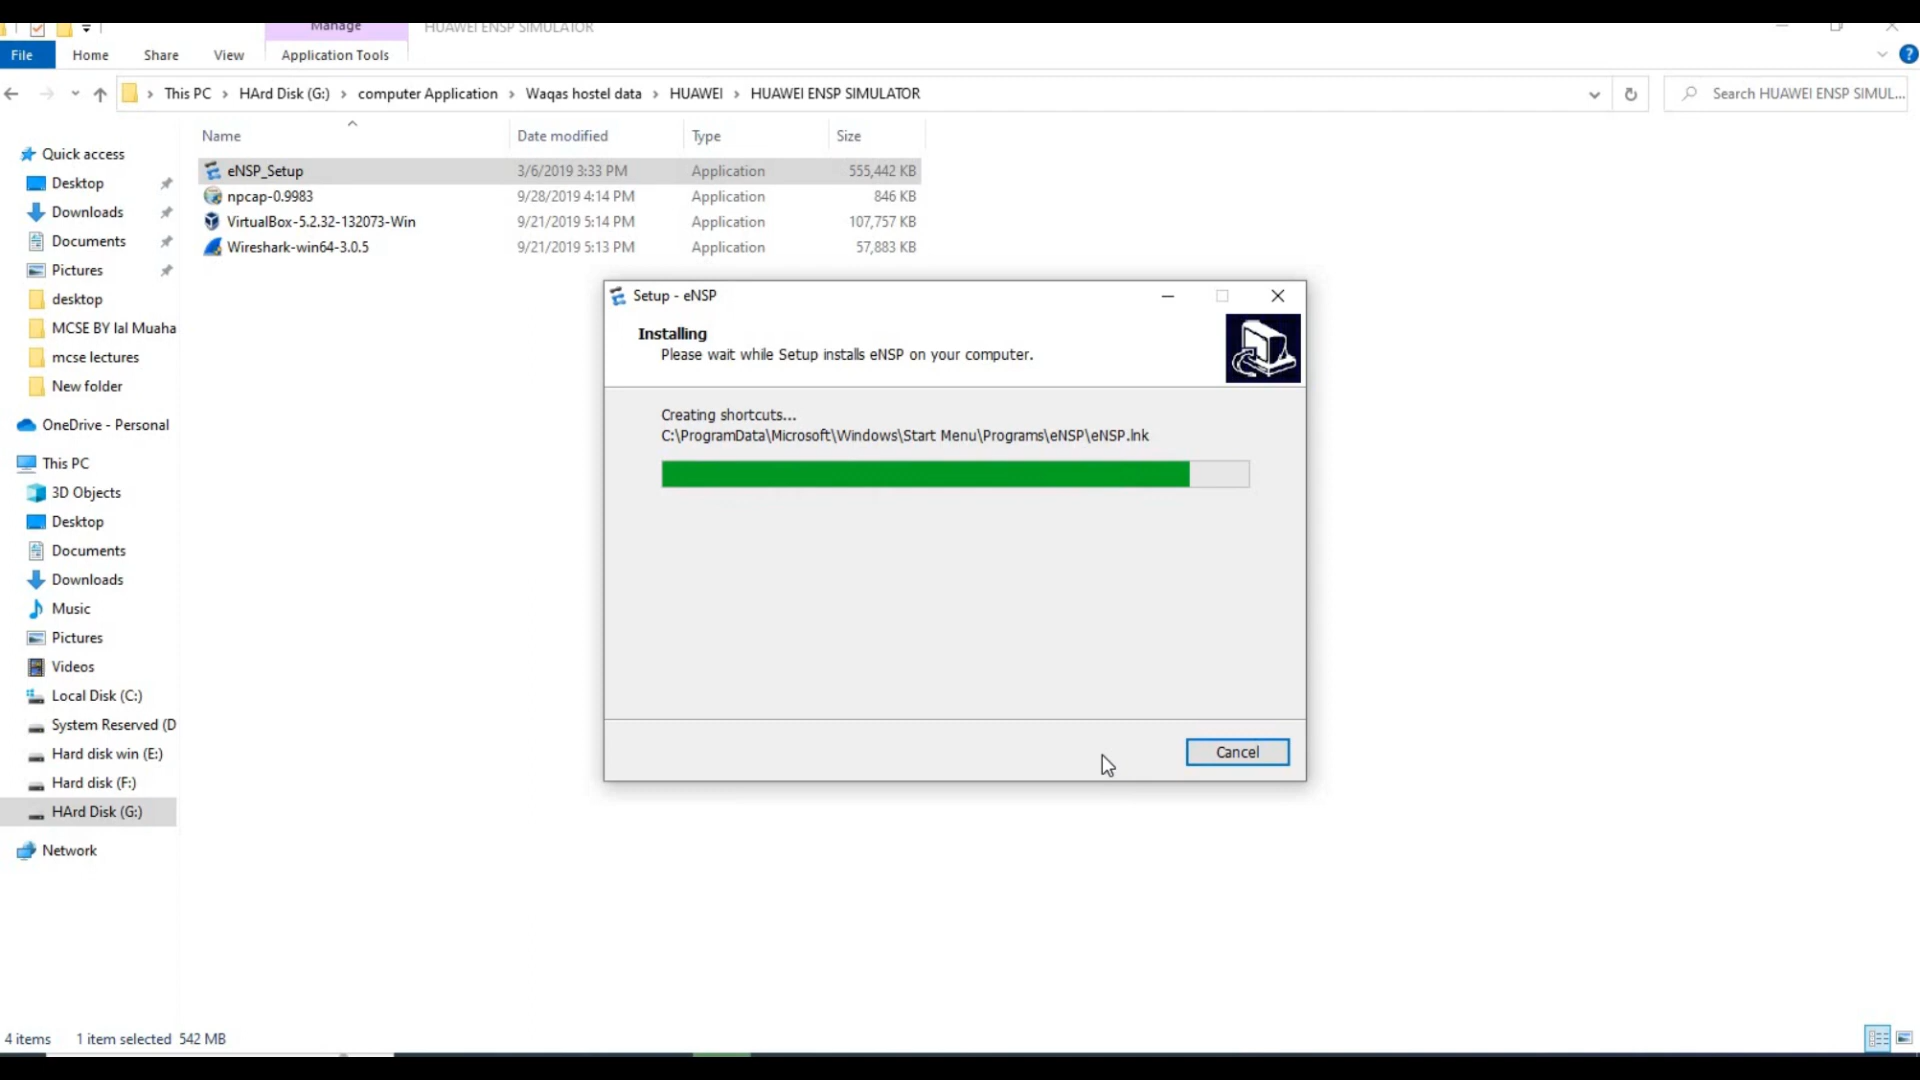 Manage HUAWEI ENSP SIMULATOR
File Home Share View Application Tools
This PC HArd Disk (G:) computer Application Waqas hostel data HUAWEI HUAWEI ENSP SIMULATOR Search HUAWEI ENSP SIMUL...
Name Date modified Type Size
eNSP_Setup 3/6/2019 3:33 PM Application 555,442 KB
npcap-0.9983 9/28/2019 4:14 PM Application 846 KB
VirtualBox-5.2.32-132073-Win 9/21/2019 5:14 PM Application 107,757 KB
Wireshark-win64-3.0.5 9/21/2019 5:13 PM Application 57,883 KB
Quick access
Desktop
Downloads
Documents
Pictures
desktop
MCSE BY lal Muaha
mcse lectures
New folder
OneDrive - Personal
This PC
3D Objects
Desktop
Documents
Downloads
Music
Pictures
Videos
Local Disk (C:)
System Reserved (D
Hard disk win (E:)
Hard disk (F:)
HArd Disk (G:)
Network
Setup - eNSP
Installing
Please wait while Setup installs eNSP on your computer.
Creating shortcuts...
C:\ProgramData\Microsoft\Windows\Start Menu\Programs\eNSP\eNSP.lnk
Cancel
4 items 1 item selected 542 MB